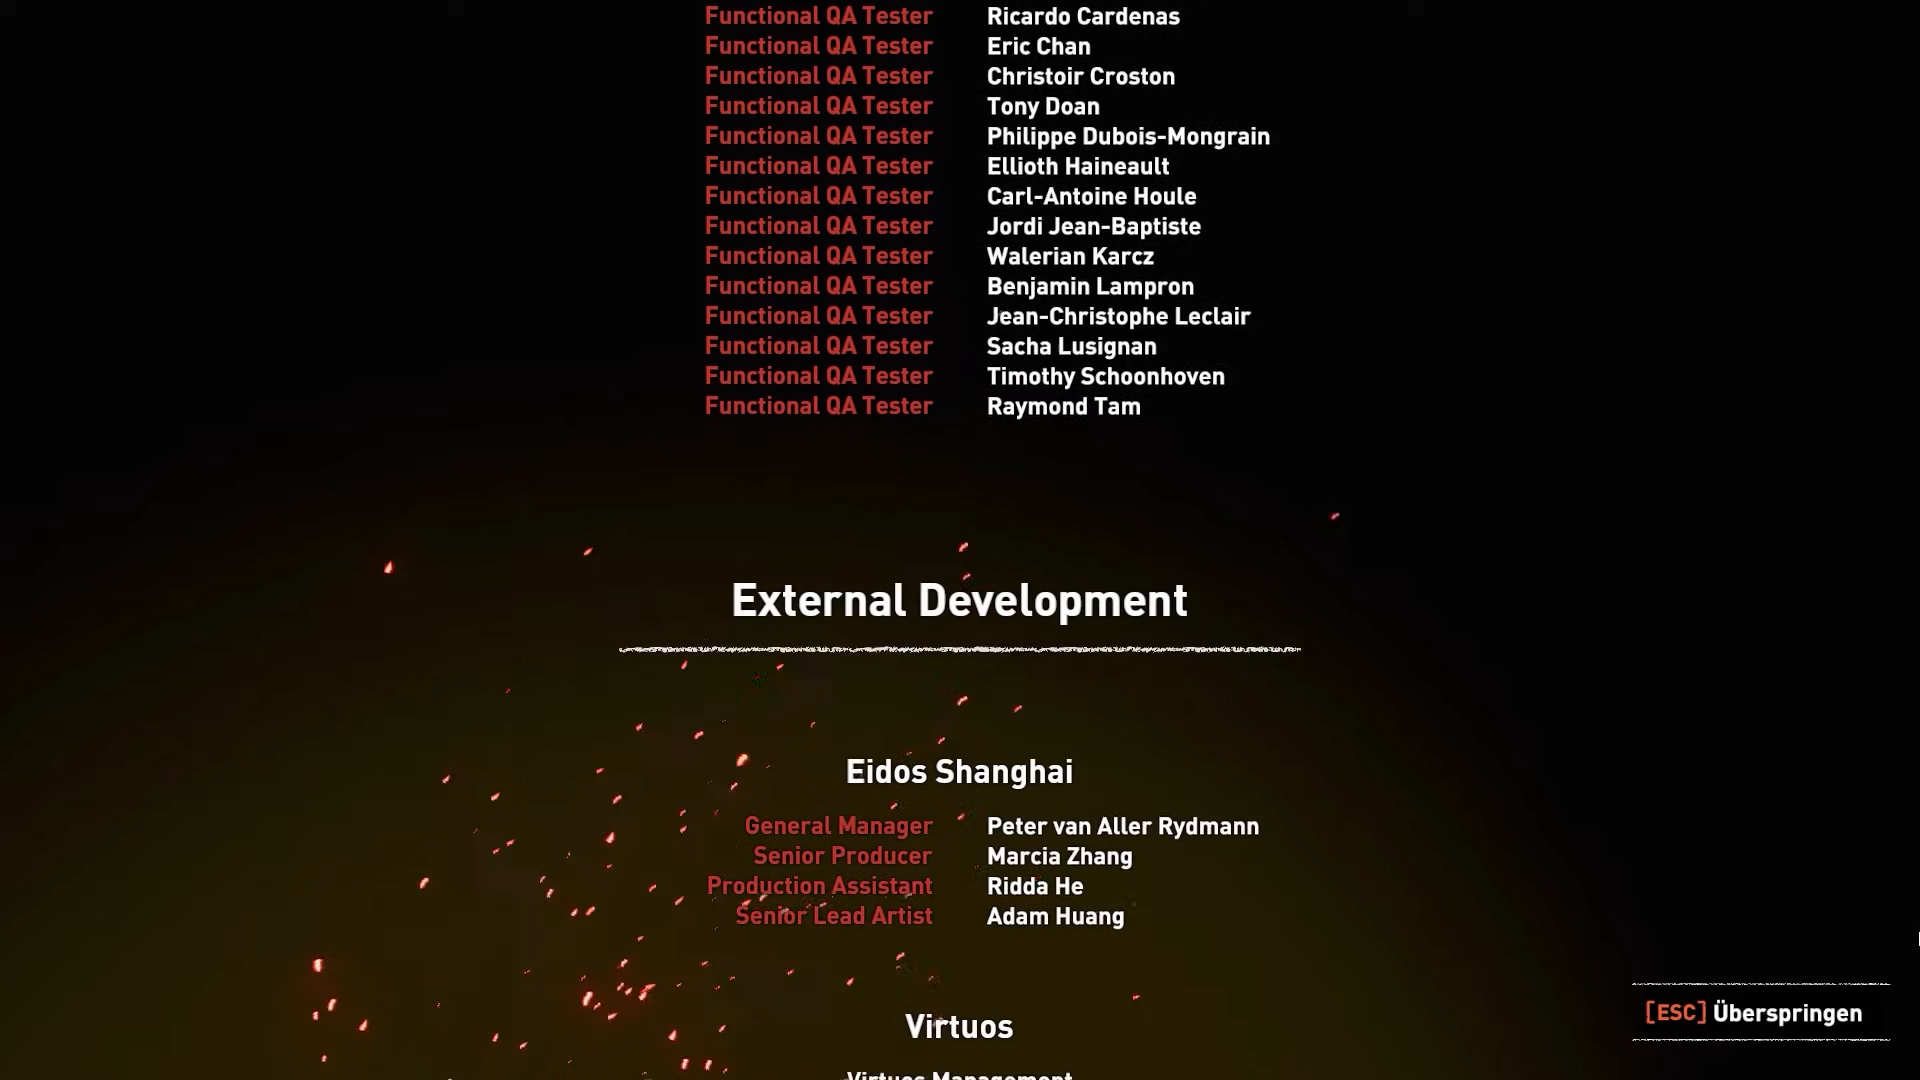 Functional QA Tester Ricardo Cardenas
Functional QA Tester Eric Chan
Functional QA Tester Christoir Croston
Functional QA Tester Tony Doan
Functional QA Tester Philippe Dubois-Mongrain
Functional QA Tester Ellioth Haineault
Functional QA Tester Carl-Antoine Houle
Functional QA Tester Jordi Jean-Baptiste
Functional QA Tester Walerian Karcz
Functional QA Tester Benjamin Lampron
Functional QA Tester Jean-Christophe Leclair
Functional QA Tester Sacha Lusignan
Functional QA Tester Timothy Schoonhoven
Functional QA Tester Raymond Tam
External Development
Eidos Shanghai
General Manager Peter van Aller Rydmann
Senior Producer Marcia Zhang
Production Assistant Ridda He
Senior Lead Artist Adam Huang
Virtuos
Virtuos Management
[ESC] Überspringen